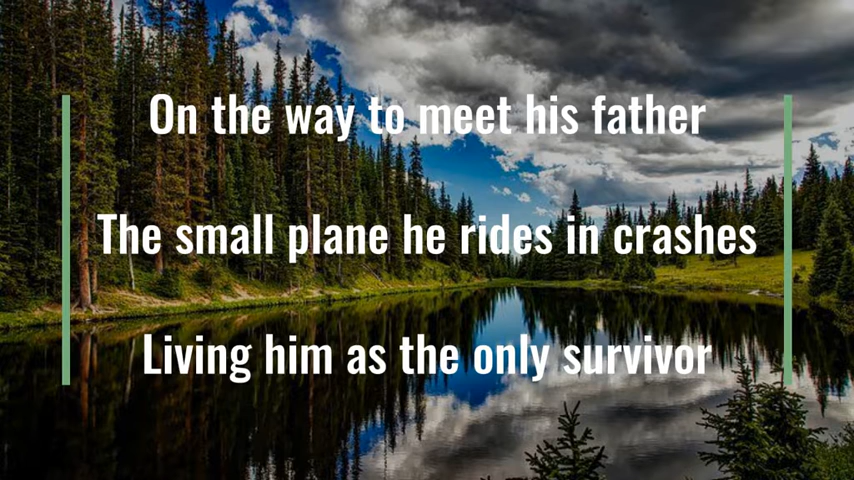 On the way to meet his father
The small plane he rides in crashes
Living him as the only survivor